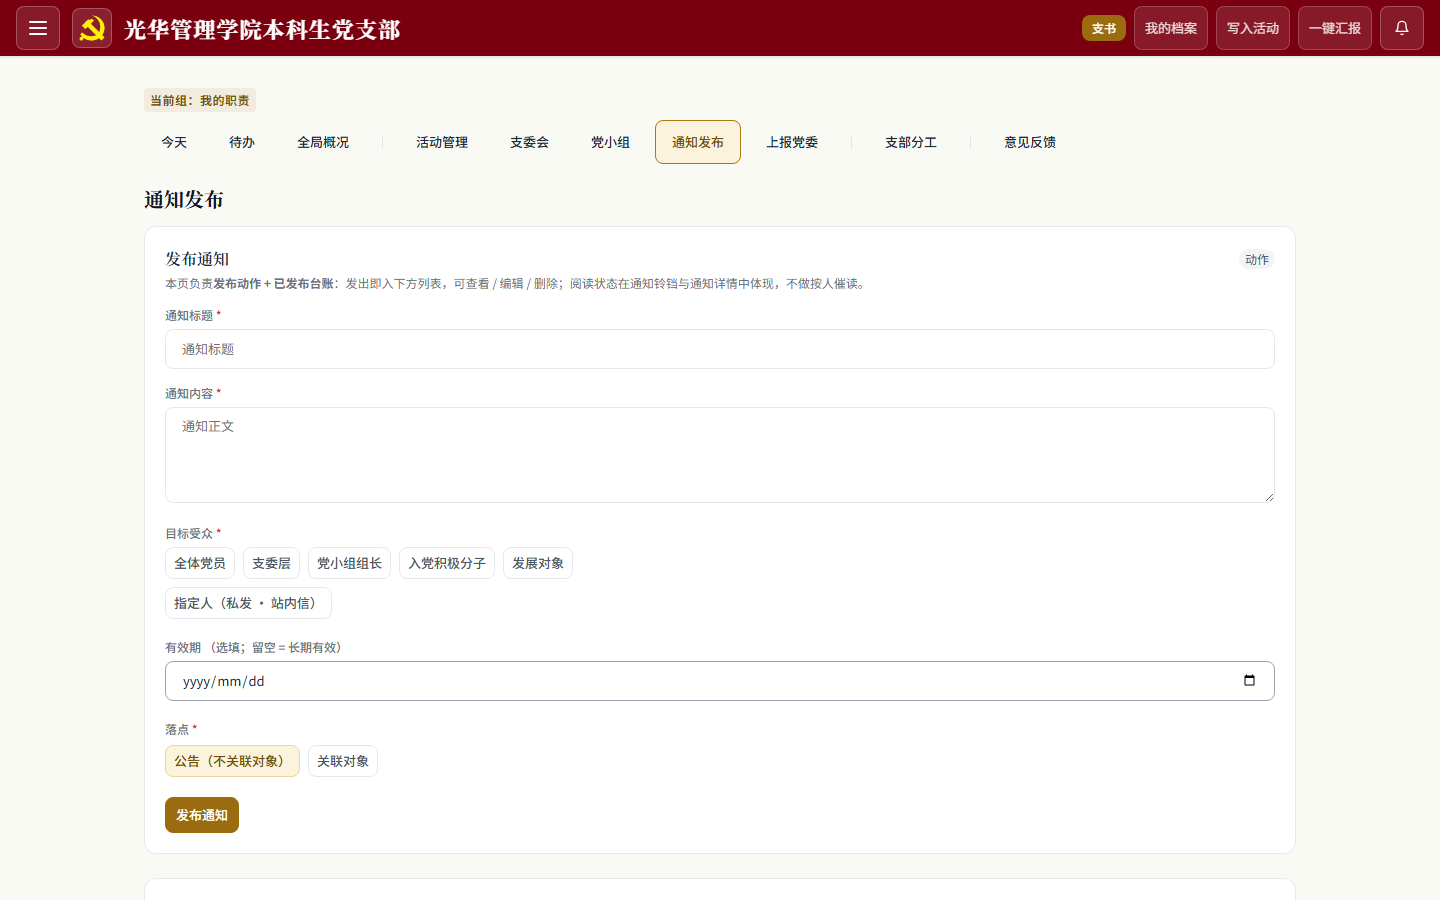 光华管理学院本科生党支部
支书
我的档案
写入活动
一键汇报
当前组：我的职责
今天
待办
全局概况
活动管理
支委会
党小组
通知发布
上报党委
支部分工
意见反馈
通知发布
发布通知
动作
本页负责发布动作 + 已发布台账：发出即入下方列表，可查看 / 编辑 / 删除；阅读状态在通知铃铛与通知详情中体现，不做按人催读。
通知标题 *
通知标题
通知内容 *
通知正文
目标受众 *
全体党员
支委层
党小组组长
入党积极分子
发展对象
指定人（私发 · 站内信）
有效期 （选填；留空 = 长期有效）
yyyy/mm/dd
落点 *
公告（不关联对象）
关联对象
发布通知